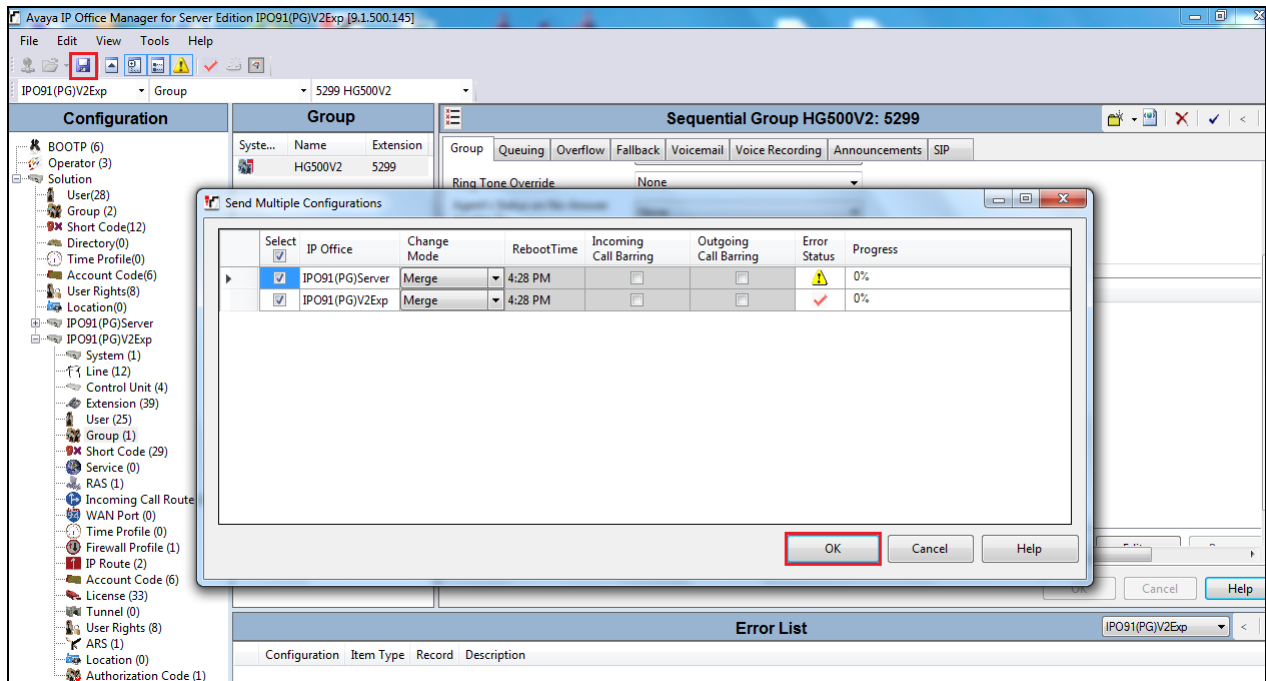 Avaya IP Office Manager for Server Edition IPO91(PG)V2Exp [9.1.500.145]
File Edit View Tools Help
IPO91(PG)V2Exp Group 5299 HG500V2
Configuration
BOOTP (6)
Operator (3)
Solution
User(28)
Group (2)
Short Code(12)
Directory(0)
Time Profile(0)
Account Code(6)
User Rights(8)
Location(0)
IPO91(PG)Server
IPO91(PG)V2Exp
System (1)
Line (12)
Control Unit (4)
Extension (39)
User (25)
Group (1)
Short Code (29)
Service (0)
RAS (1)
Incoming Call Route
WAN Port (0)
Time Profile (0)
Firewall Profile (1)
IP Route (2)
Account Code (6)
License (33)
Tunnel (0)
User Rights (8)
ARS (1)
Location (0)
Authorization Code (1)
Group
Syste... Name Extension
HG500V2 5299
Sequential Group HG500V2: 5299
Group Queuing Overflow Fallback Voicemail Voice Recording Announcements SIP
Ring Tone Override None
Send Multiple Configurations
Select IP Office Change Mode RebootTime Incoming Call Barring Outgoing Call Barring Error Status Progress
IPO91(PG)Server Merge 4:28 PM 0%
IPO91(PG)V2Exp Merge 4:28 PM 0%
OK Cancel Help
OK Cancel Help
Error List
IPO91(PG)V2Exp
Configuration Item Type Record Description